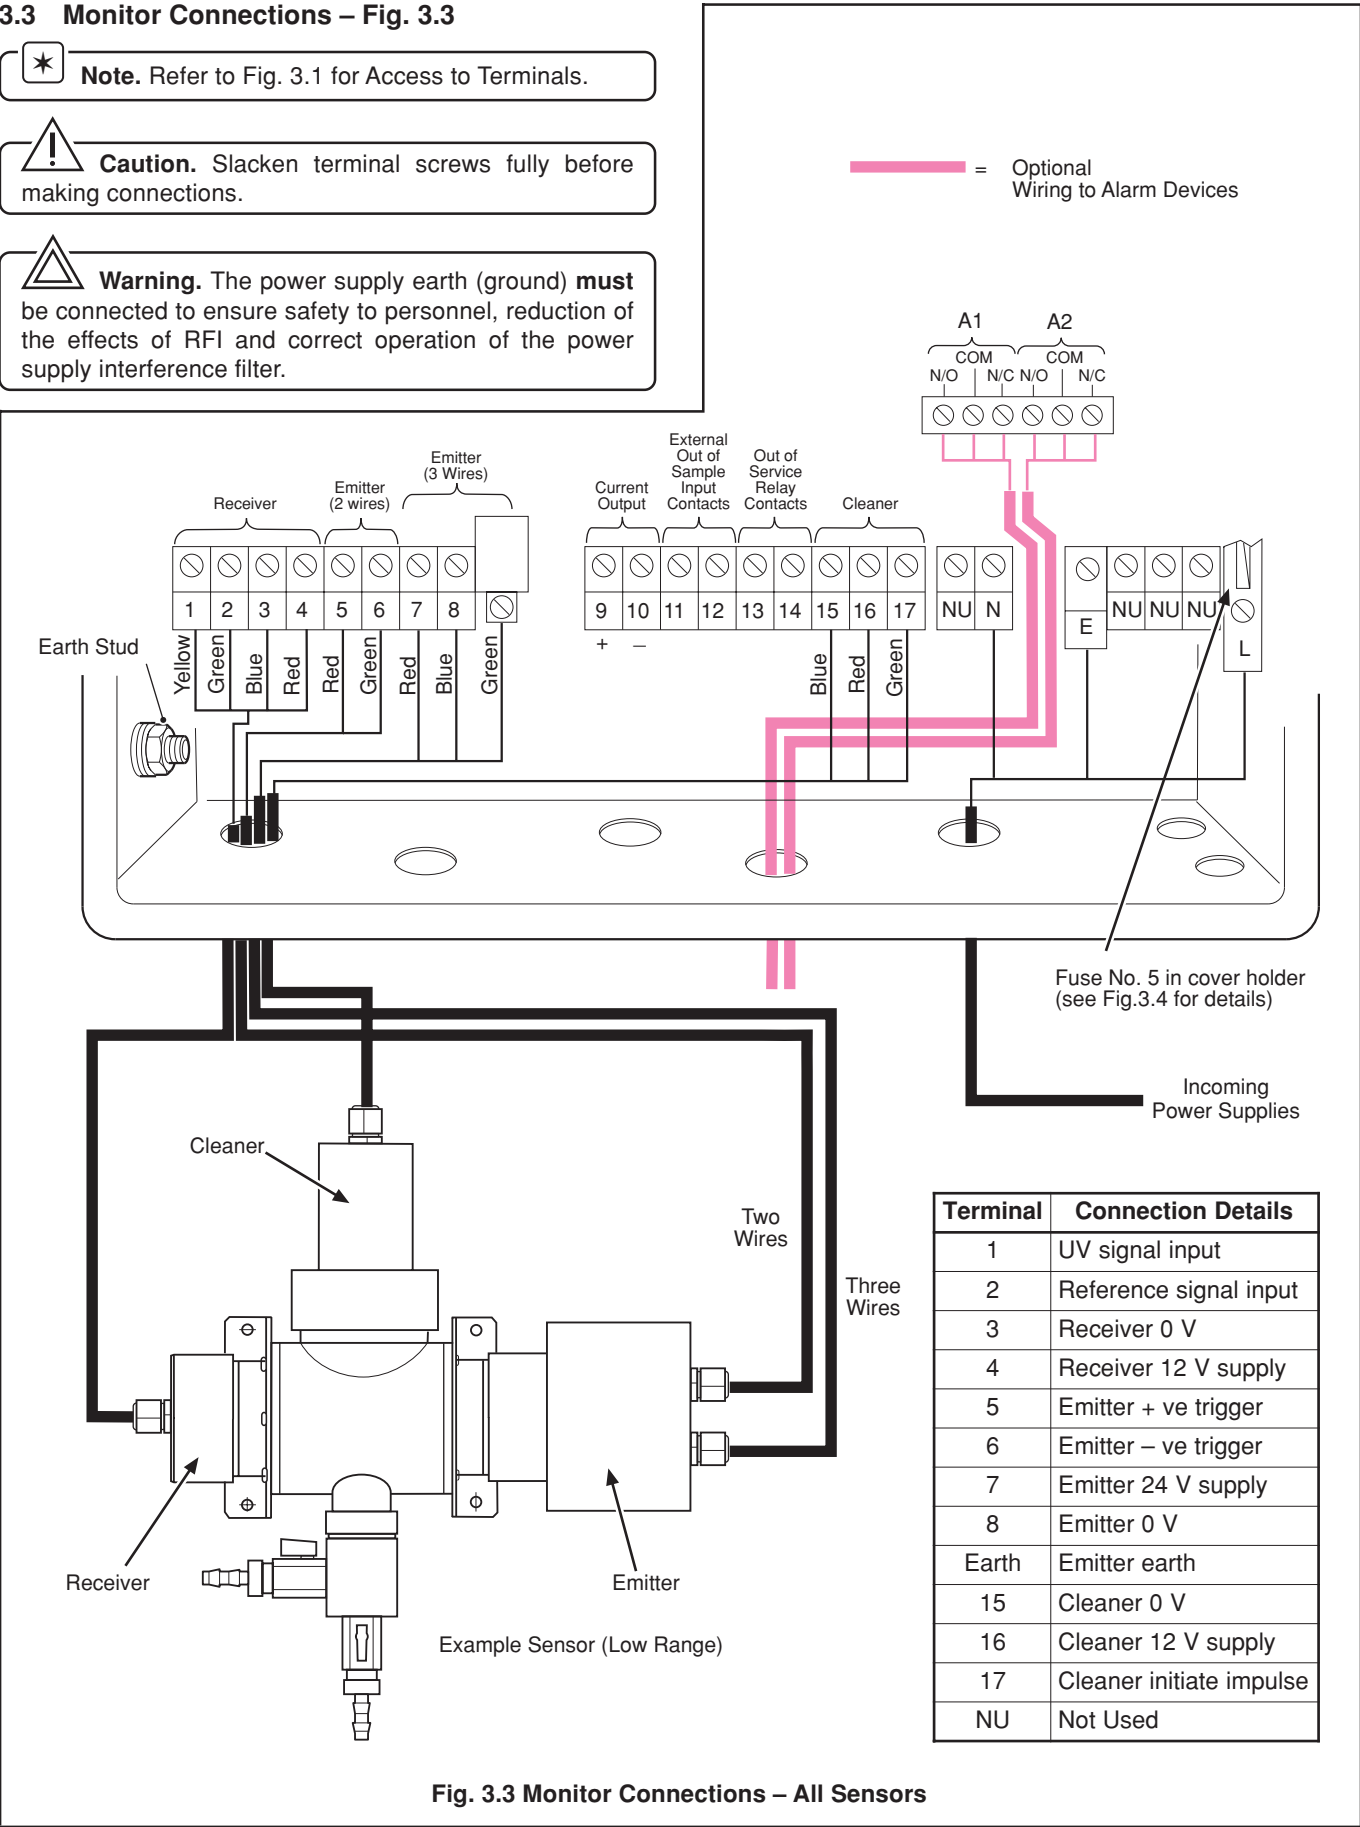 3.3 Monitor Connections – Fig. 3.3
Note. Refer to Fig. 3.1 for Access to Terminals.
Caution. Slacken terminal screws fully before
making connections.
Warning. The power supply earth (ground) must
be connected to ensure safety to personnel, reduction of
the effects of RFI and correct operation of the power
supply interference filter.
= Optional
Wiring to Alarm Devices
A1 A2
COM COM
N/O N/C N/O N/C
Receiver
Emitter
(2 wires)
Emitter
(3 Wires)
Current
Output
External
Out of
Sample
Input
Contacts
Out of
Service
Relay
Contacts
Cleaner
1 2 3 4 5 6 7 8
9 10 11 12 13 14 15 16 17
NU N
E NU NU NU
L
+ –
Earth Stud
Yellow
Green
Blue
Red
Red
Green
Red
Blue
Green
Blue
Red
Green
Fuse No. 5 in cover holder
(see Fig.3.4 for details)
Incoming
Power Supplies
Cleaner
Two
Wires
Three
Wires
Receiver
Emitter
Example Sensor (Low Range)
Terminal Connection Details
1 UV signal input
2 Reference signal input
3 Receiver 0 V
4 Receiver 12 V supply
5 Emitter + ve trigger
6 Emitter – ve trigger
7 Emitter 24 V supply
8 Emitter 0 V
Earth Emitter earth
15 Cleaner 0 V
16 Cleaner 12 V supply
17 Cleaner initiate impulse
NU Not Used
Fig. 3.3 Monitor Connections – All Sensors